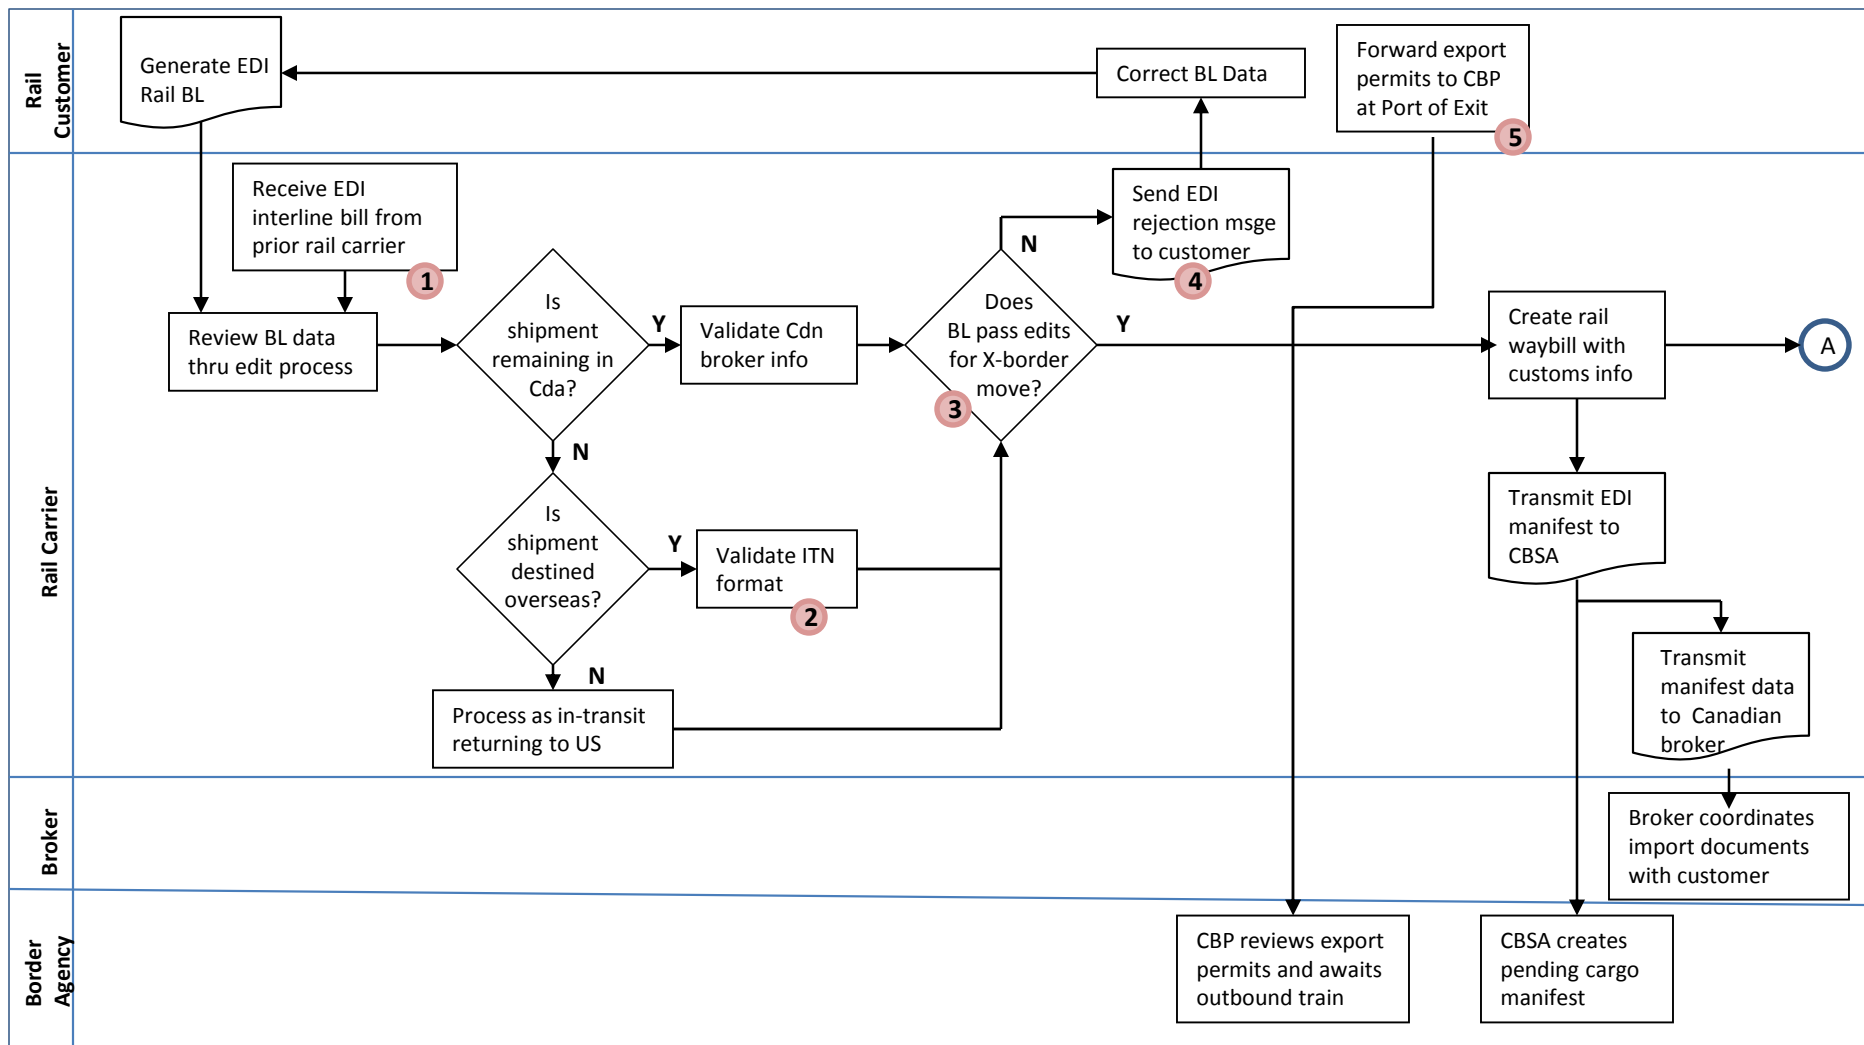 Rail
Customer
Generate EDI
Rail BL
Correct BL Data
Forward export
permits to CBP
at Port of Exit
5
Rail Carrier
Receive EDI
interline bill from
prior rail carrier
1
Send EDI
rejection msge
to customer
4
N
Review BL data
thru edit process
Is
shipment
remaining in
Cda?
Y
Validate Cdn
broker info
Does
BL pass edits
for X-border
move?
3
Y
Create rail
waybill with
customs info
A
N
Is
shipment
destined
overseas?
Y
Validate ITN
format
2
N
Process as in-transit
returning to US
Transmit EDI
manifest to
CBSA
Transmit
manifest data
to Canadian
broker
Broker
Broker coordinates
import documents
with customer
Border
Agency
CBP reviews export
permits and awaits
outbound train
CBSA creates
pending cargo
manifest